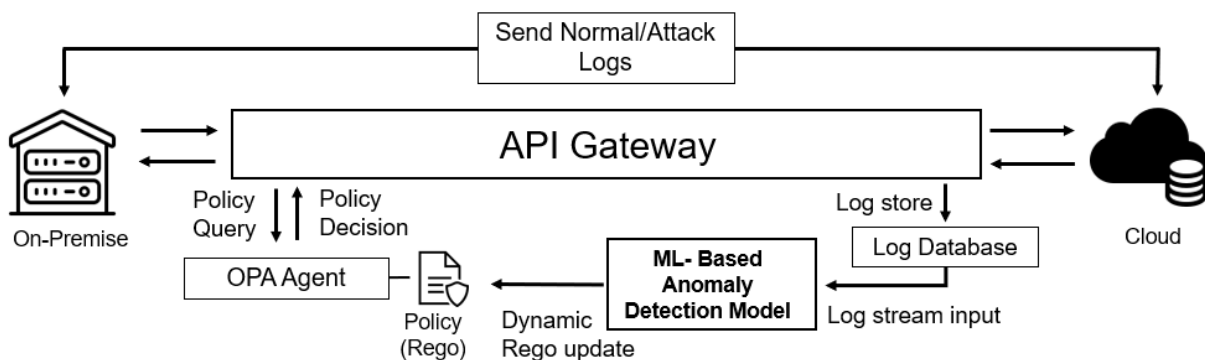 Send Normal/Attack
Logs
API Gateway
On-Premise
Policy
Query
Policy
Decision
Log store
Cloud
Log Database
OPA Agent
Policy
(Rego)
Dynamic
Rego update
ML- Based
Anomaly
Detection Model
Log stream input